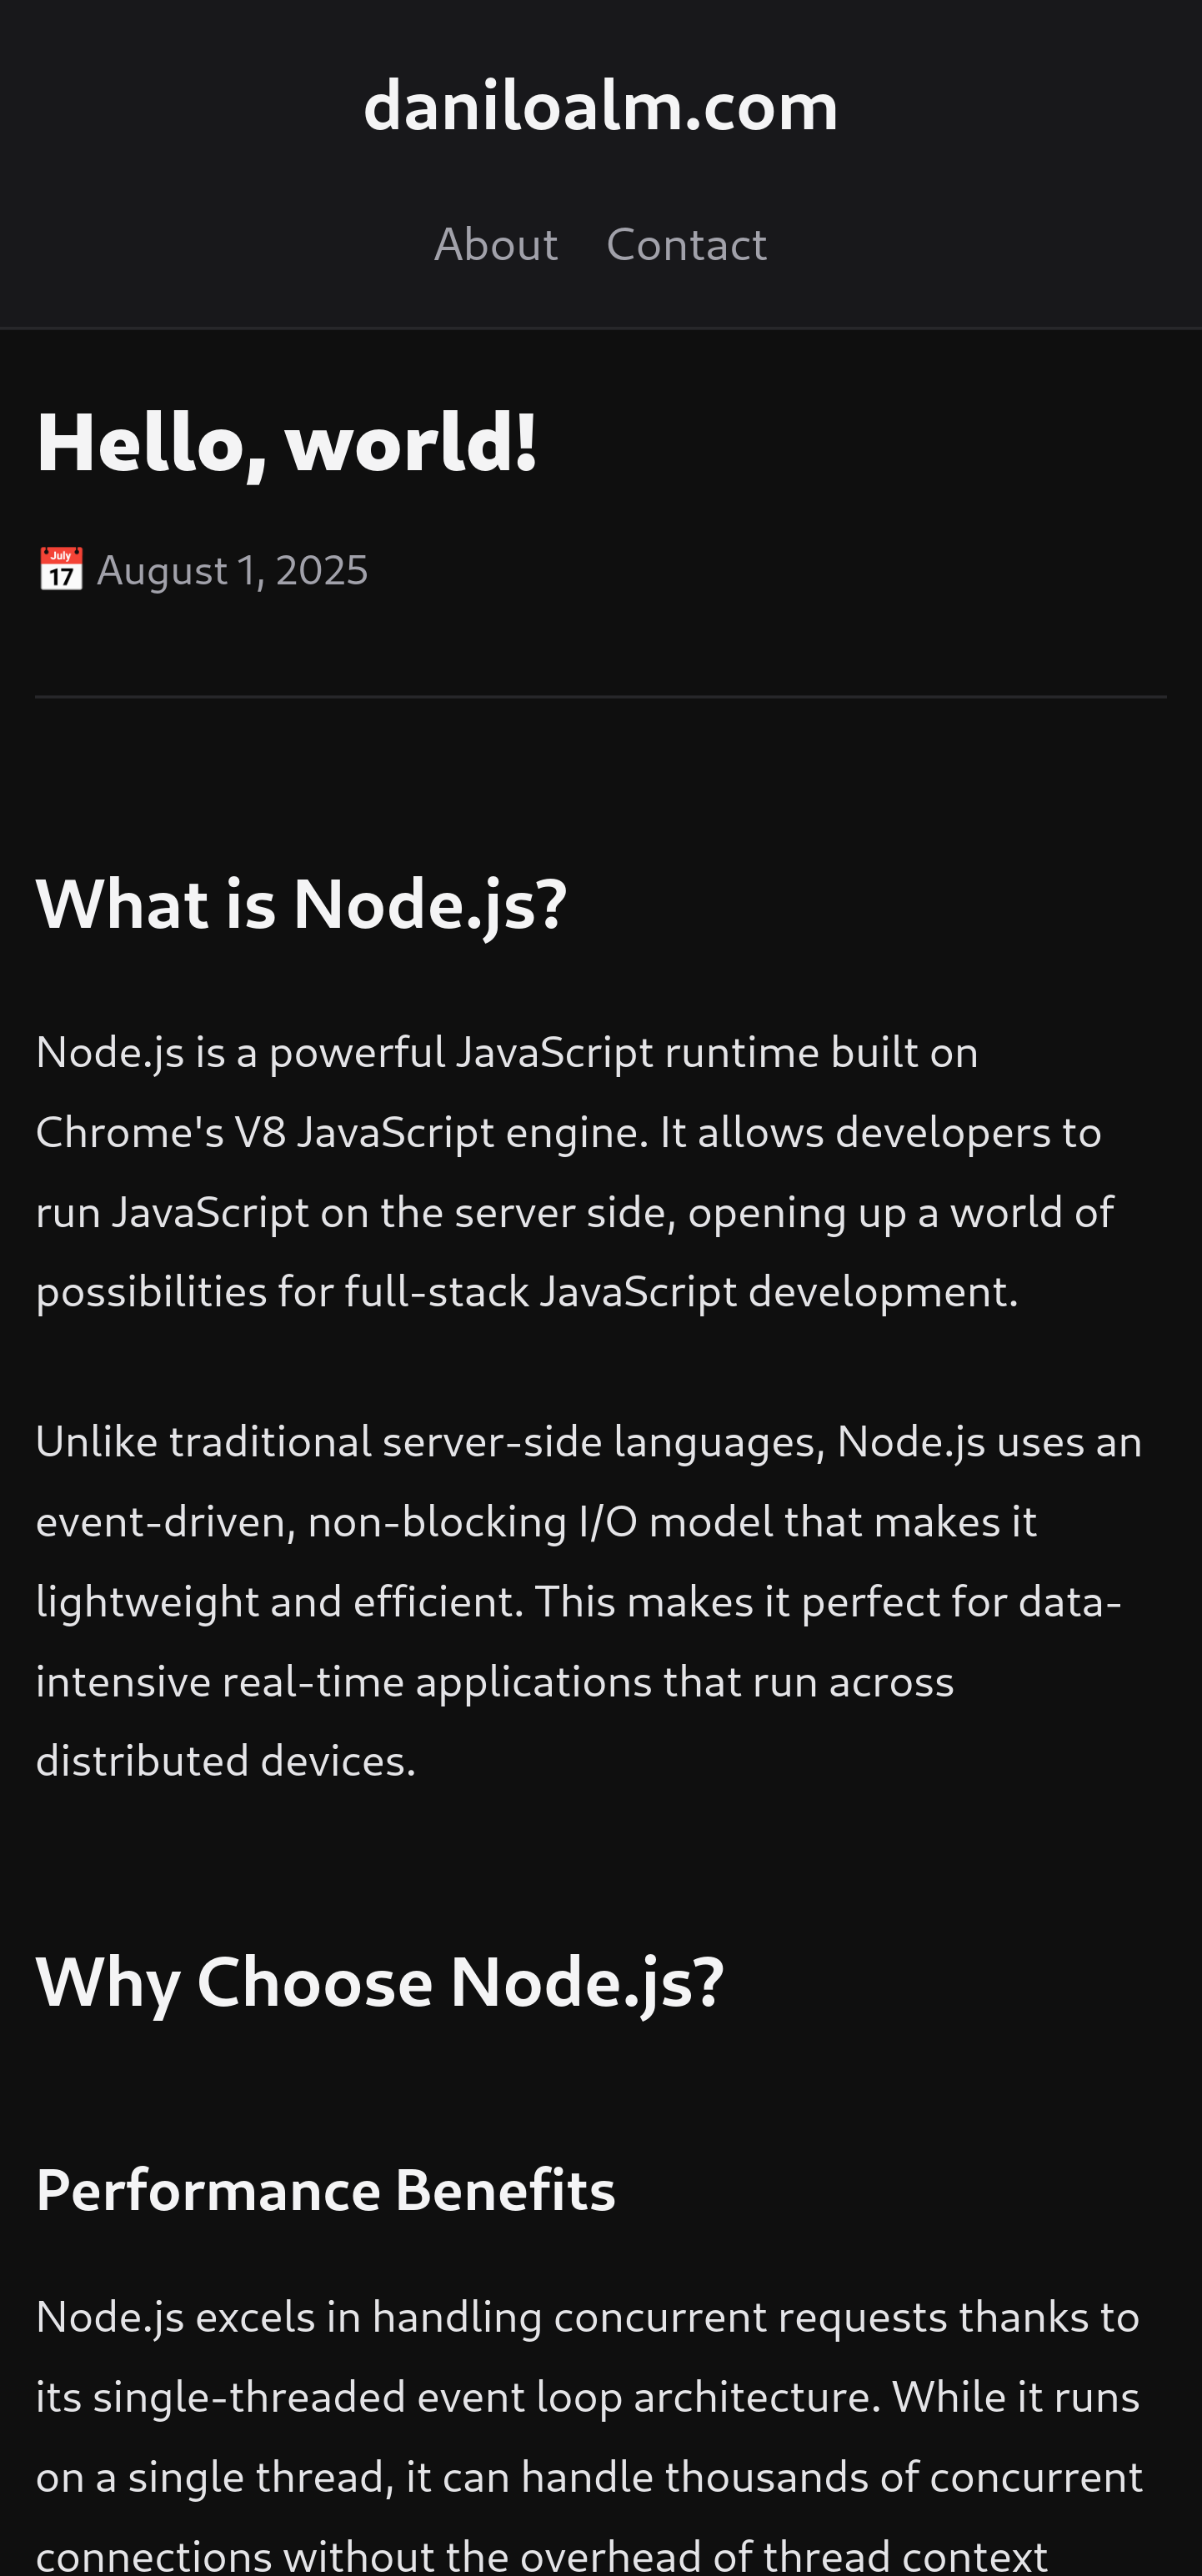 daniloalm.com
About Contact
Hello, world!
📅 August 1, 2025
What is Node.js?
Node.js is a powerful JavaScript runtime built on
Chrome's V8 JavaScript engine. It allows developers to
run JavaScript on the server side, opening up a world of
possibilities for full-stack JavaScript development.
Unlike traditional server-side languages, Node.js uses an
event-driven, non-blocking I/O model that makes it
lightweight and efficient. This makes it perfect for data-
intensive real-time applications that run across
distributed devices.
Why Choose Node.js?
Performance Benefits
Node.js excels in handling concurrent requests thanks to
its single-threaded event loop architecture. While it runs
on a single thread, it can handle thousands of concurrent
connections without the overhead of thread context